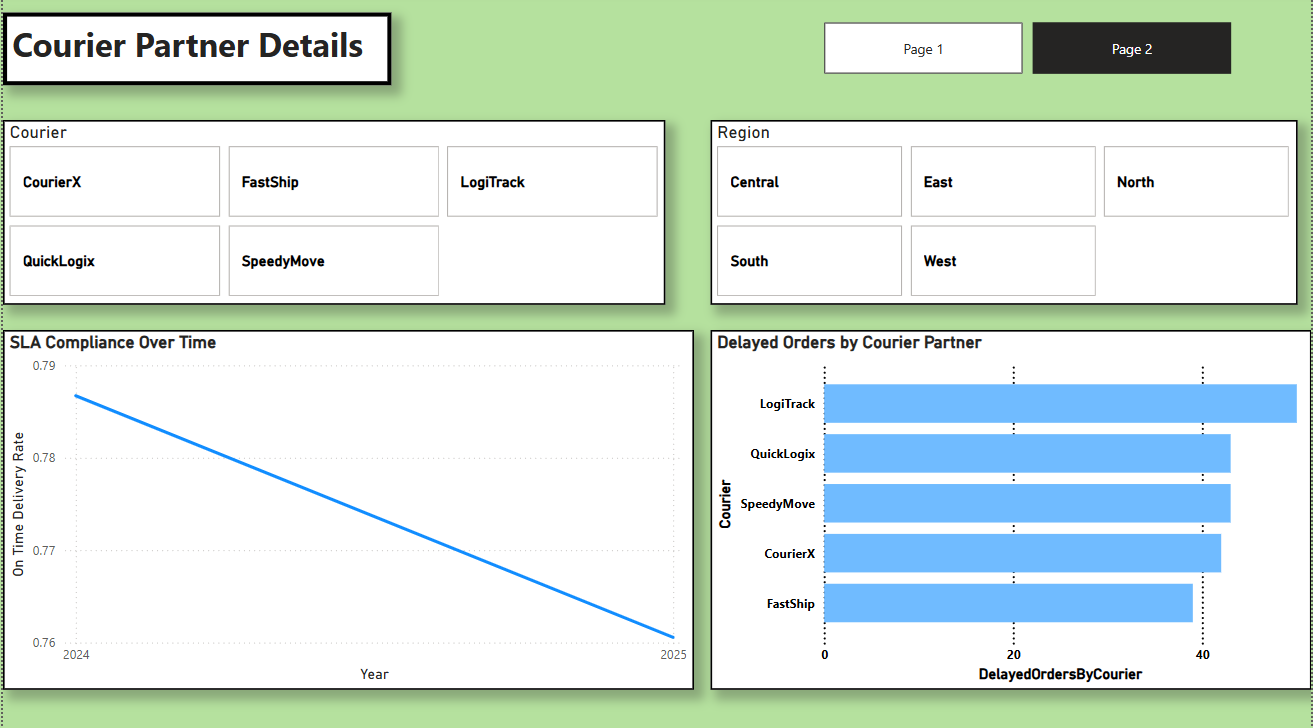 Courier Partner Details
Page 1
Page 2
Courier
CourierX
FastShip
LogiTrack
QuickLogix
SpeedyMove
Region
Central
East
North
South
West
SLA Compliance Over Time
On Time Delivery Rate
0.79
0.78
0.77
0.76
2024
2025
Year
Delayed Orders by Courier Partner
Courier
LogiTrack
QuickLogix
SpeedyMove
CourierX
FastShip
0
20
40
DelayedOrdersByCourier